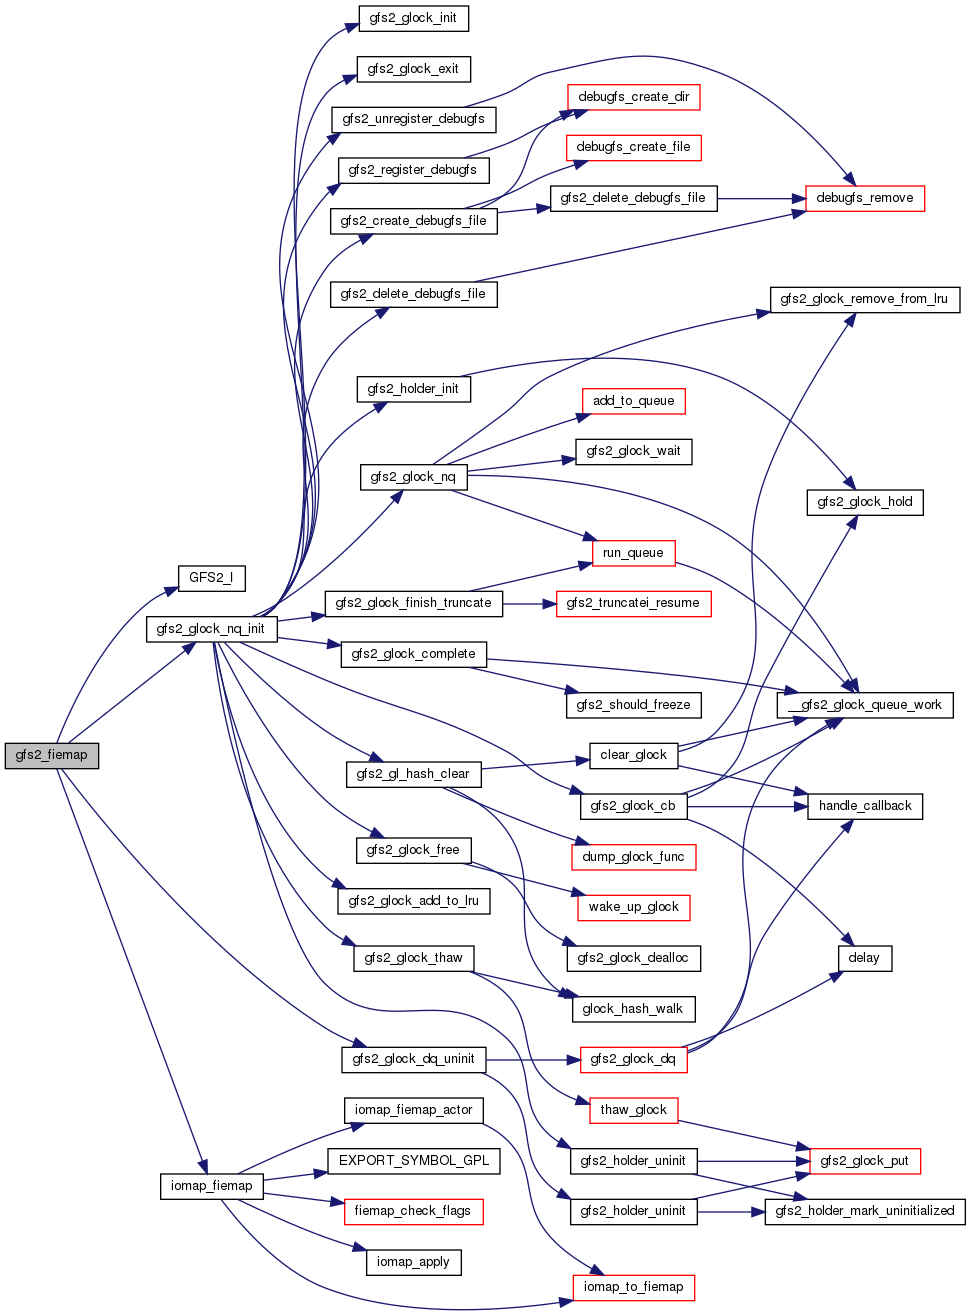 gfs2_glock_init
gfs2_glock_exit
debugfs_create_dir
gfs2_unregister_debugfs
debugfs_create_file
gfs2_register_debugfs
gfs2_delete_debugfs_file
debugfs_remove
gfs2_create_debugfs_file
gfs2_delete_debugfs_file
gfs2_glock_remove_from_lru
gfs2_holder_init
add_to_queue
gfs2_glock_wait
gfs2_glock_nq
gfs2_glock_hold
run_queue
GFS2_I
gfs2_glock_finish_truncate
gfs2_truncatei_resume
gfs2_glock_nq_init
gfs2_glock_complete
gfs2_should_freeze
__gfs2_glock_queue_work
gfs2_fiemap
clear_glock
gfs2_gl_hash_clear
gfs2_glock_cb
handle_callback
gfs2_glock_free
dump_glock_func
gfs2_glock_add_to_lru
wake_up_glock
gfs2_glock_thaw
gfs2_glock_dealloc
delay
glock_hash_walk
gfs2_glock_dq_uninit
gfs2_glock_dq
iomap_fiemap_actor
thaw_glock
EXPORT_SYMBOL_GPL
gfs2_holder_uninit
gfs2_glock_put
iomap_fiemap
fiemap_check_flags
gfs2_holder_uninit
gfs2_holder_mark_uninitialized
iomap_apply
iomap_to_fiemap